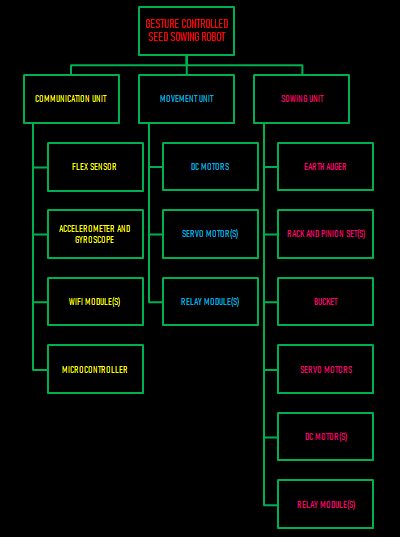 GESTURE CONTROLLED
SEED SOWING ROBOT
COMMUNICATION UNIT
MOVEMENT UNIT
SOWING UNIT
FLEX SENSOR
ACCELEROMETER AND
GYROSCOPE
WIFI MODULE(S)
MICROCONTROLLER
DC MOTORS
SERVO MOTOR(S)
RELAY MODULE(S)
EARTH AUGER
RACK AND PINION SET(S)
BUCKET
SERVO MOTORS
DC MOTOR(S)
RELAY MODULE(S)